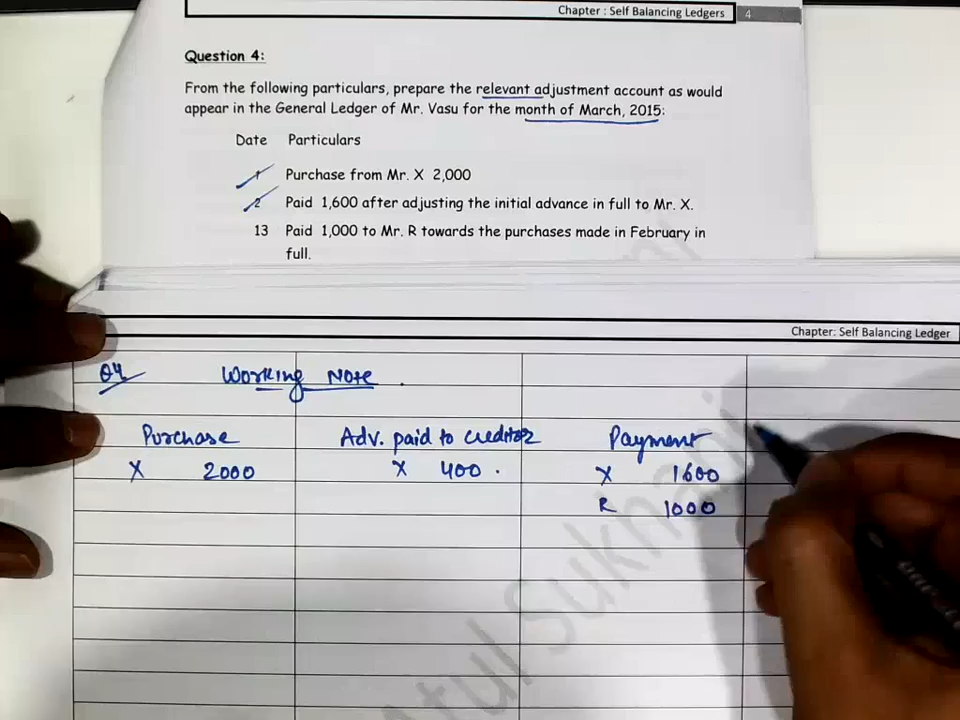 Chapter : Self Balancing Ledgers 4
Question 4:
From the following particulars, prepare the relevant adjustment account as would
appear in the General Ledger of Mr. Vasu for the month of March, 2015:
Date Particulars
1 Purchase from Mr. X 2,000
2 Paid 1,600 after adjusting the initial advance in full to Mr. X.
13 Paid 1,000 to Mr. R towards the purchases made in February in
full.
Chapter: Self Balancing Ledger
Q4 Working Note .
Purchase Adv. paid to creditor Payment
X 2000 X 400 . X 1600
R 1000
Atul Sukhadi